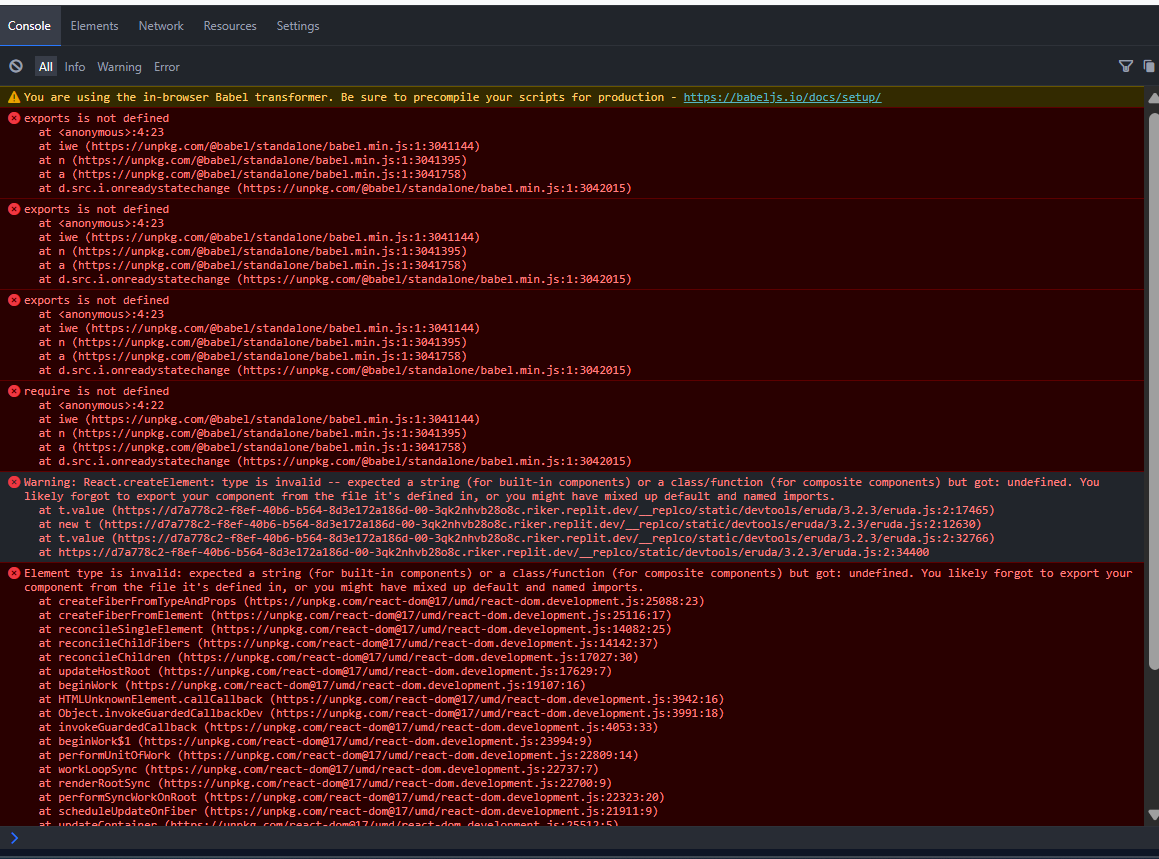 Console Elements Network Resources Settings
All Info Warning Error
You are using the in-browser Babel transformer. Be sure to precompile your scripts for production - https://babeljs.io/docs/setup/
exports is not defined
at <anonymous>:4:23
at iwe (https://unpkg.com/@babel/standalone/babel.min.js:1:3041144)
at n (https://unpkg.com/@babel/standalone/babel.min.js:1:3041395)
at a (https://unpkg.com/@babel/standalone/babel.min.js:1:3041758)
at d.src.i.onreadystatechange (https://unpkg.com/@babel/standalone/babel.min.js:1:3042015)
exports is not defined
at <anonymous>:4:23
at iwe (https://unpkg.com/@babel/standalone/babel.min.js:1:3041144)
at n (https://unpkg.com/@babel/standalone/babel.min.js:1:3041395)
at a (https://unpkg.com/@babel/standalone/babel.min.js:1:3041758)
at d.src.i.onreadystatechange (https://unpkg.com/@babel/standalone/babel.min.js:1:3042015)
exports is not defined
at <anonymous>:4:23
at iwe (https://unpkg.com/@babel/standalone/babel.min.js:1:3041144)
at n (https://unpkg.com/@babel/standalone/babel.min.js:1:3041395)
at a (https://unpkg.com/@babel/standalone/babel.min.js:1:3041758)
at d.src.i.onreadystatechange (https://unpkg.com/@babel/standalone/babel.min.js:1:3042015)
require is not defined
at <anonymous>:4:22
at iwe (https://unpkg.com/@babel/standalone/babel.min.js:1:3041144)
at n (https://unpkg.com/@babel/standalone/babel.min.js:1:3041395)
at a (https://unpkg.com/@babel/standalone/babel.min.js:1:3041758)
at d.src.i.onreadystatechange (https://unpkg.com/@babel/standalone/babel.min.js:1:3042015)
Warning: React.createElement: type is invalid -- expected a string (for built-in components) or a class/function (for composite components) but got: undefined. You
likely forgot to export your component from the file it's defined in, or you might have mixed up default and named imports.
at t.value (https://d7a778c2-f8ef-40b6-b564-8d3e172a186d-00-3qk2nhvb28o8c.riker.replit.dev/__replco/static/devtools/eruda/3.2.3/eruda.js:2:17465)
at new t (https://d7a778c2-f8ef-40b6-b564-8d3e172a186d-00-3qk2nhvb28o8c.riker.replit.dev/__replco/static/devtools/eruda/3.2.3/eruda.js:2:12630)
at t.value (https://d7a778c2-f8ef-40b6-b564-8d3e172a186d-00-3qk2nhvb28o8c.riker.replit.dev/__replco/static/devtools/eruda/3.2.3/eruda.js:2:32766)
at https://d7a778c2-f8ef-40b6-b564-8d3e172a186d-00-3qk2nhvb28o8c.riker.replit.dev/__replco/static/devtools/eruda/3.2.3/eruda.js:2:34400
Element type is invalid: expected a string (for built-in components) or a class/function (for composite components) but got: undefined. You likely forgot to export your
component from the file it's defined in, or you might have mixed up default and named imports.
at createFiberFromTypeAndProps (https://unpkg.com/react-dom@17/umd/react-dom.development.js:25088:23)
at createFiberFromElement (https://unpkg.com/react-dom@17/umd/react-dom.development.js:25116:17)
at reconcileSingleElement (https://unpkg.com/react-dom@17/umd/react-dom.development.js:14082:25)
at reconcileChildFibers (https://unpkg.com/react-dom@17/umd/react-dom.development.js:14142:37)
at reconcileChildren (https://unpkg.com/react-dom@17/umd/react-dom.development.js:17027:30)
at updateHostRoot (https://unpkg.com/react-dom@17/umd/react-dom.development.js:17629:7)
at beginWork (https://unpkg.com/react-dom@17/umd/react-dom.development.js:19107:16)
at HTMLUnknownElement.callCallback (https://unpkg.com/react-dom@17/umd/react-dom.development.js:3942:16)
at Object.invokeGuardedCallbackDev (https://unpkg.com/react-dom@17/umd/react-dom.development.js:3991:18)
at invokeGuardedCallback (https://unpkg.com/react-dom@17/umd/react-dom.development.js:4053:33)
at beginWork$1 (https://unpkg.com/react-dom@17/umd/react-dom.development.js:23994:9)
at performUnitOfWork (https://unpkg.com/react-dom@17/umd/react-dom.development.js:22809:14)
at workLoopSync (https://unpkg.com/react-dom@17/umd/react-dom.development.js:22737:7)
at renderRootSync (https://unpkg.com/react-dom@17/umd/react-dom.development.js:22700:9)
at performSyncWorkOnRoot (https://unpkg.com/react-dom@17/umd/react-dom.development.js:22323:20)
at scheduleUpdateOnFiber (https://unpkg.com/react-dom@17/umd/react-dom.development.js:21911:9)
at updateContainer (https://unpkg.com/react-dom@17/umd/react-dom.development.js:25512:5)